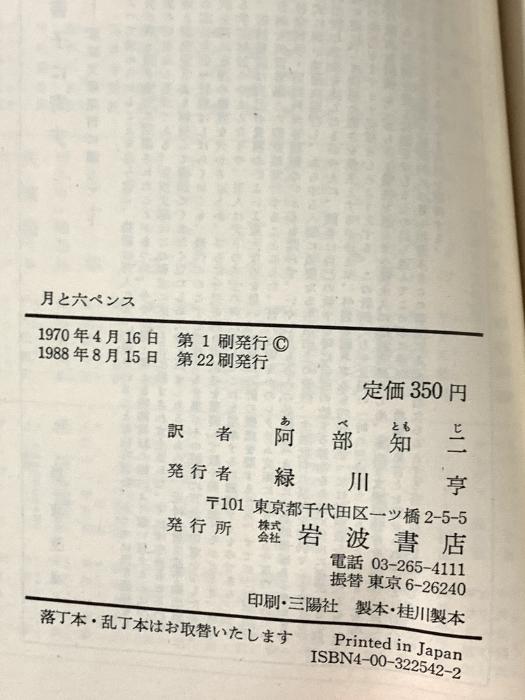 月と六ペンス
1970年4月16日 第1刷発行©
1988年8月15日 第22刷発行
定価350円
あ べ とも じ
訳者 阿部知二
発行者 緑川亨
〒101 東京都千代田区一ツ橋2-5-5
発行所 株式会社 岩波書店
電話 03-265-4111
振替 東京6-26240
印刷・三陽社 製本・桂川製本
落丁本・乱丁本はお取替いたします
Printed in Japan
ISBN4-00-322542-2